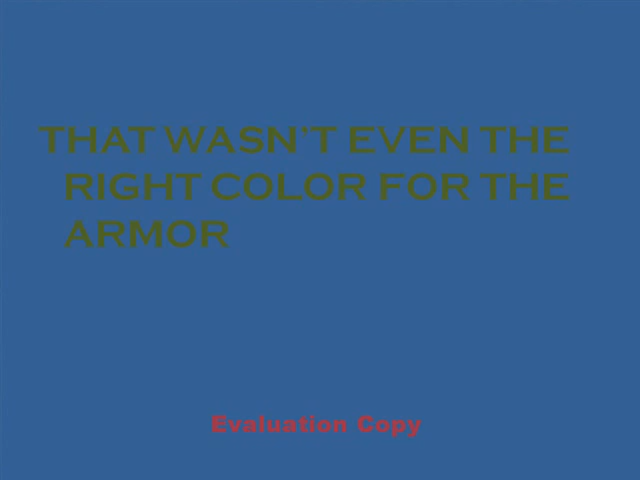 THAT WASN'T EVEN THE
RIGHT COLOR FOR THE
ARMOR
Evaluation Copy